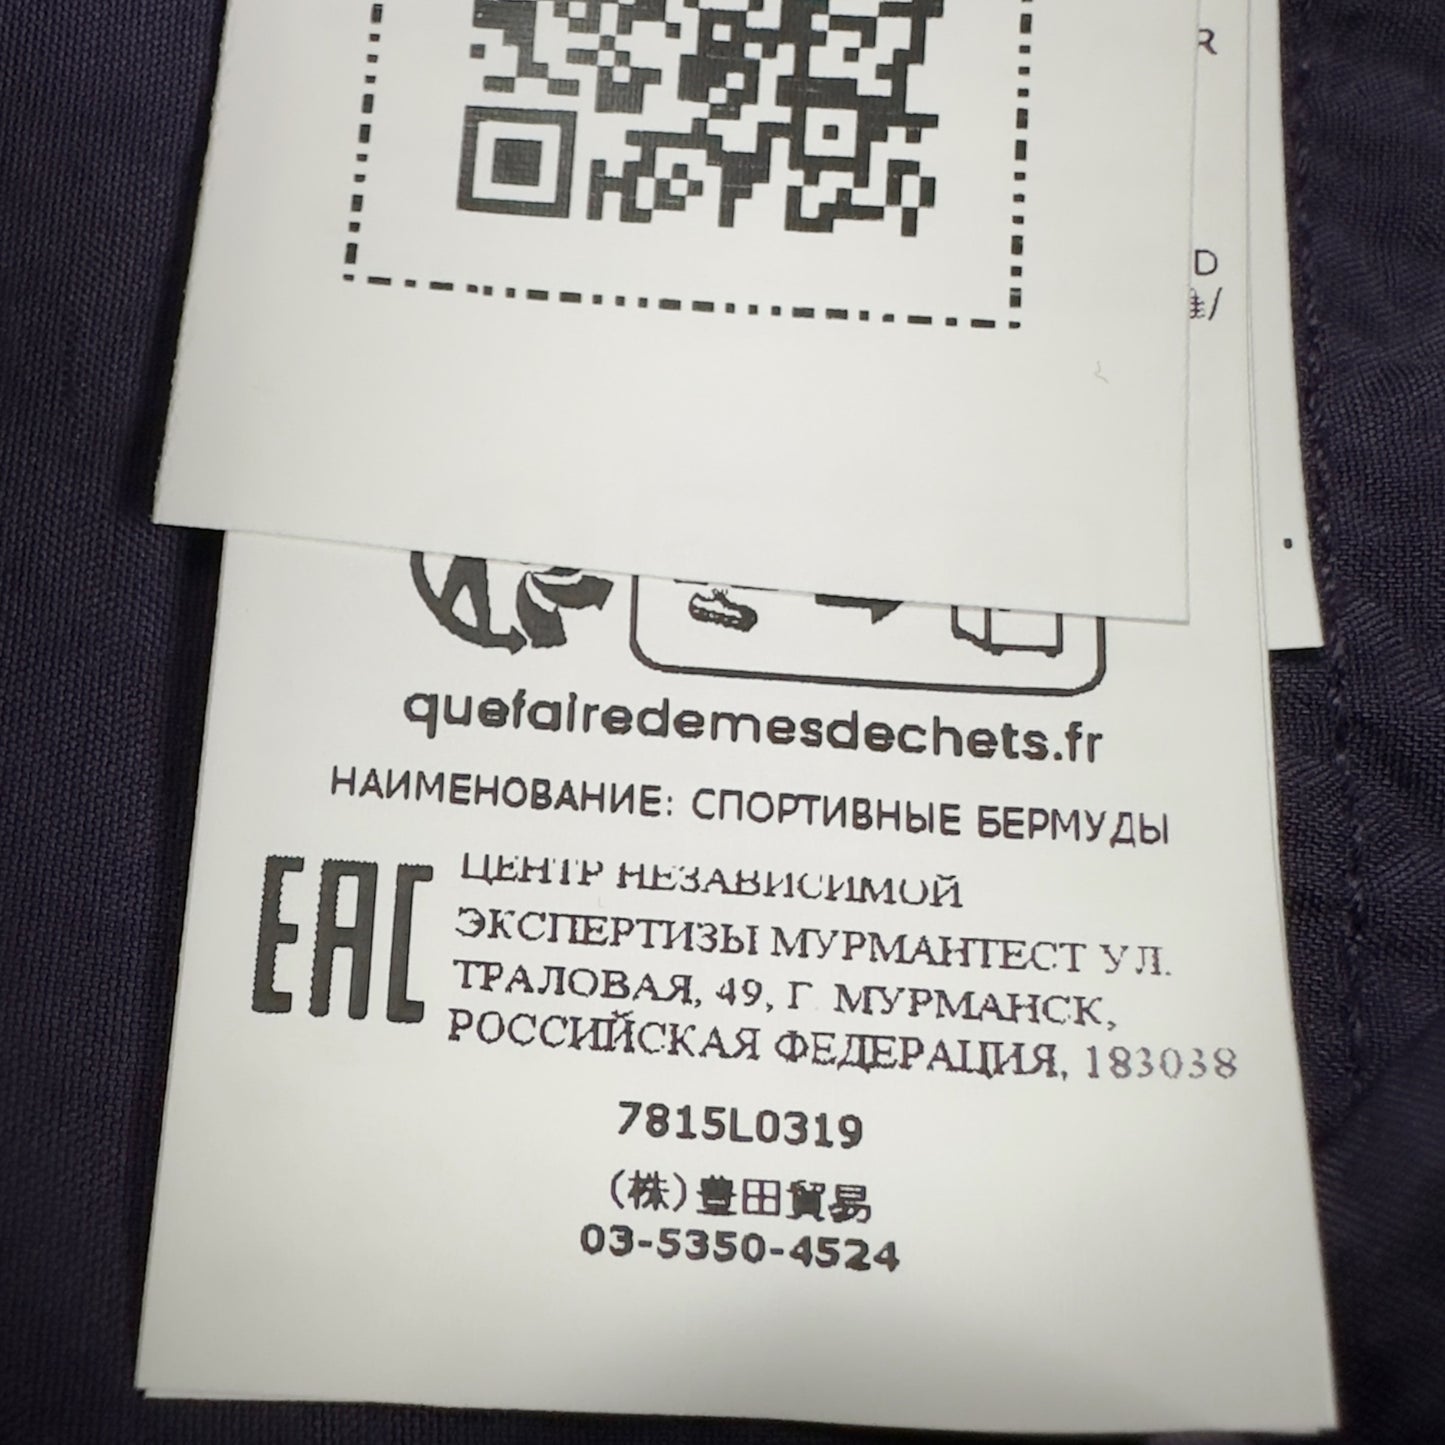 R
D
quefairedemesdechets.fr
НАИМЕНОВАНИЕ: СПОРТИВНЫЕ БЕРМУДЫ
EAC
ЦЕНТР НЕЗАВИСИМОЙ
ЭКСПЕРТИЗЫ МУРМАНТЕСТ УЛ.
ТРАЛОВАЯ, 49, Г. МУРМАНСК,
РОССИЙСКАЯ ФЕДЕРАЦИЯ, 183038
7815L0319
(株)豊田貿易
03-5350-4524